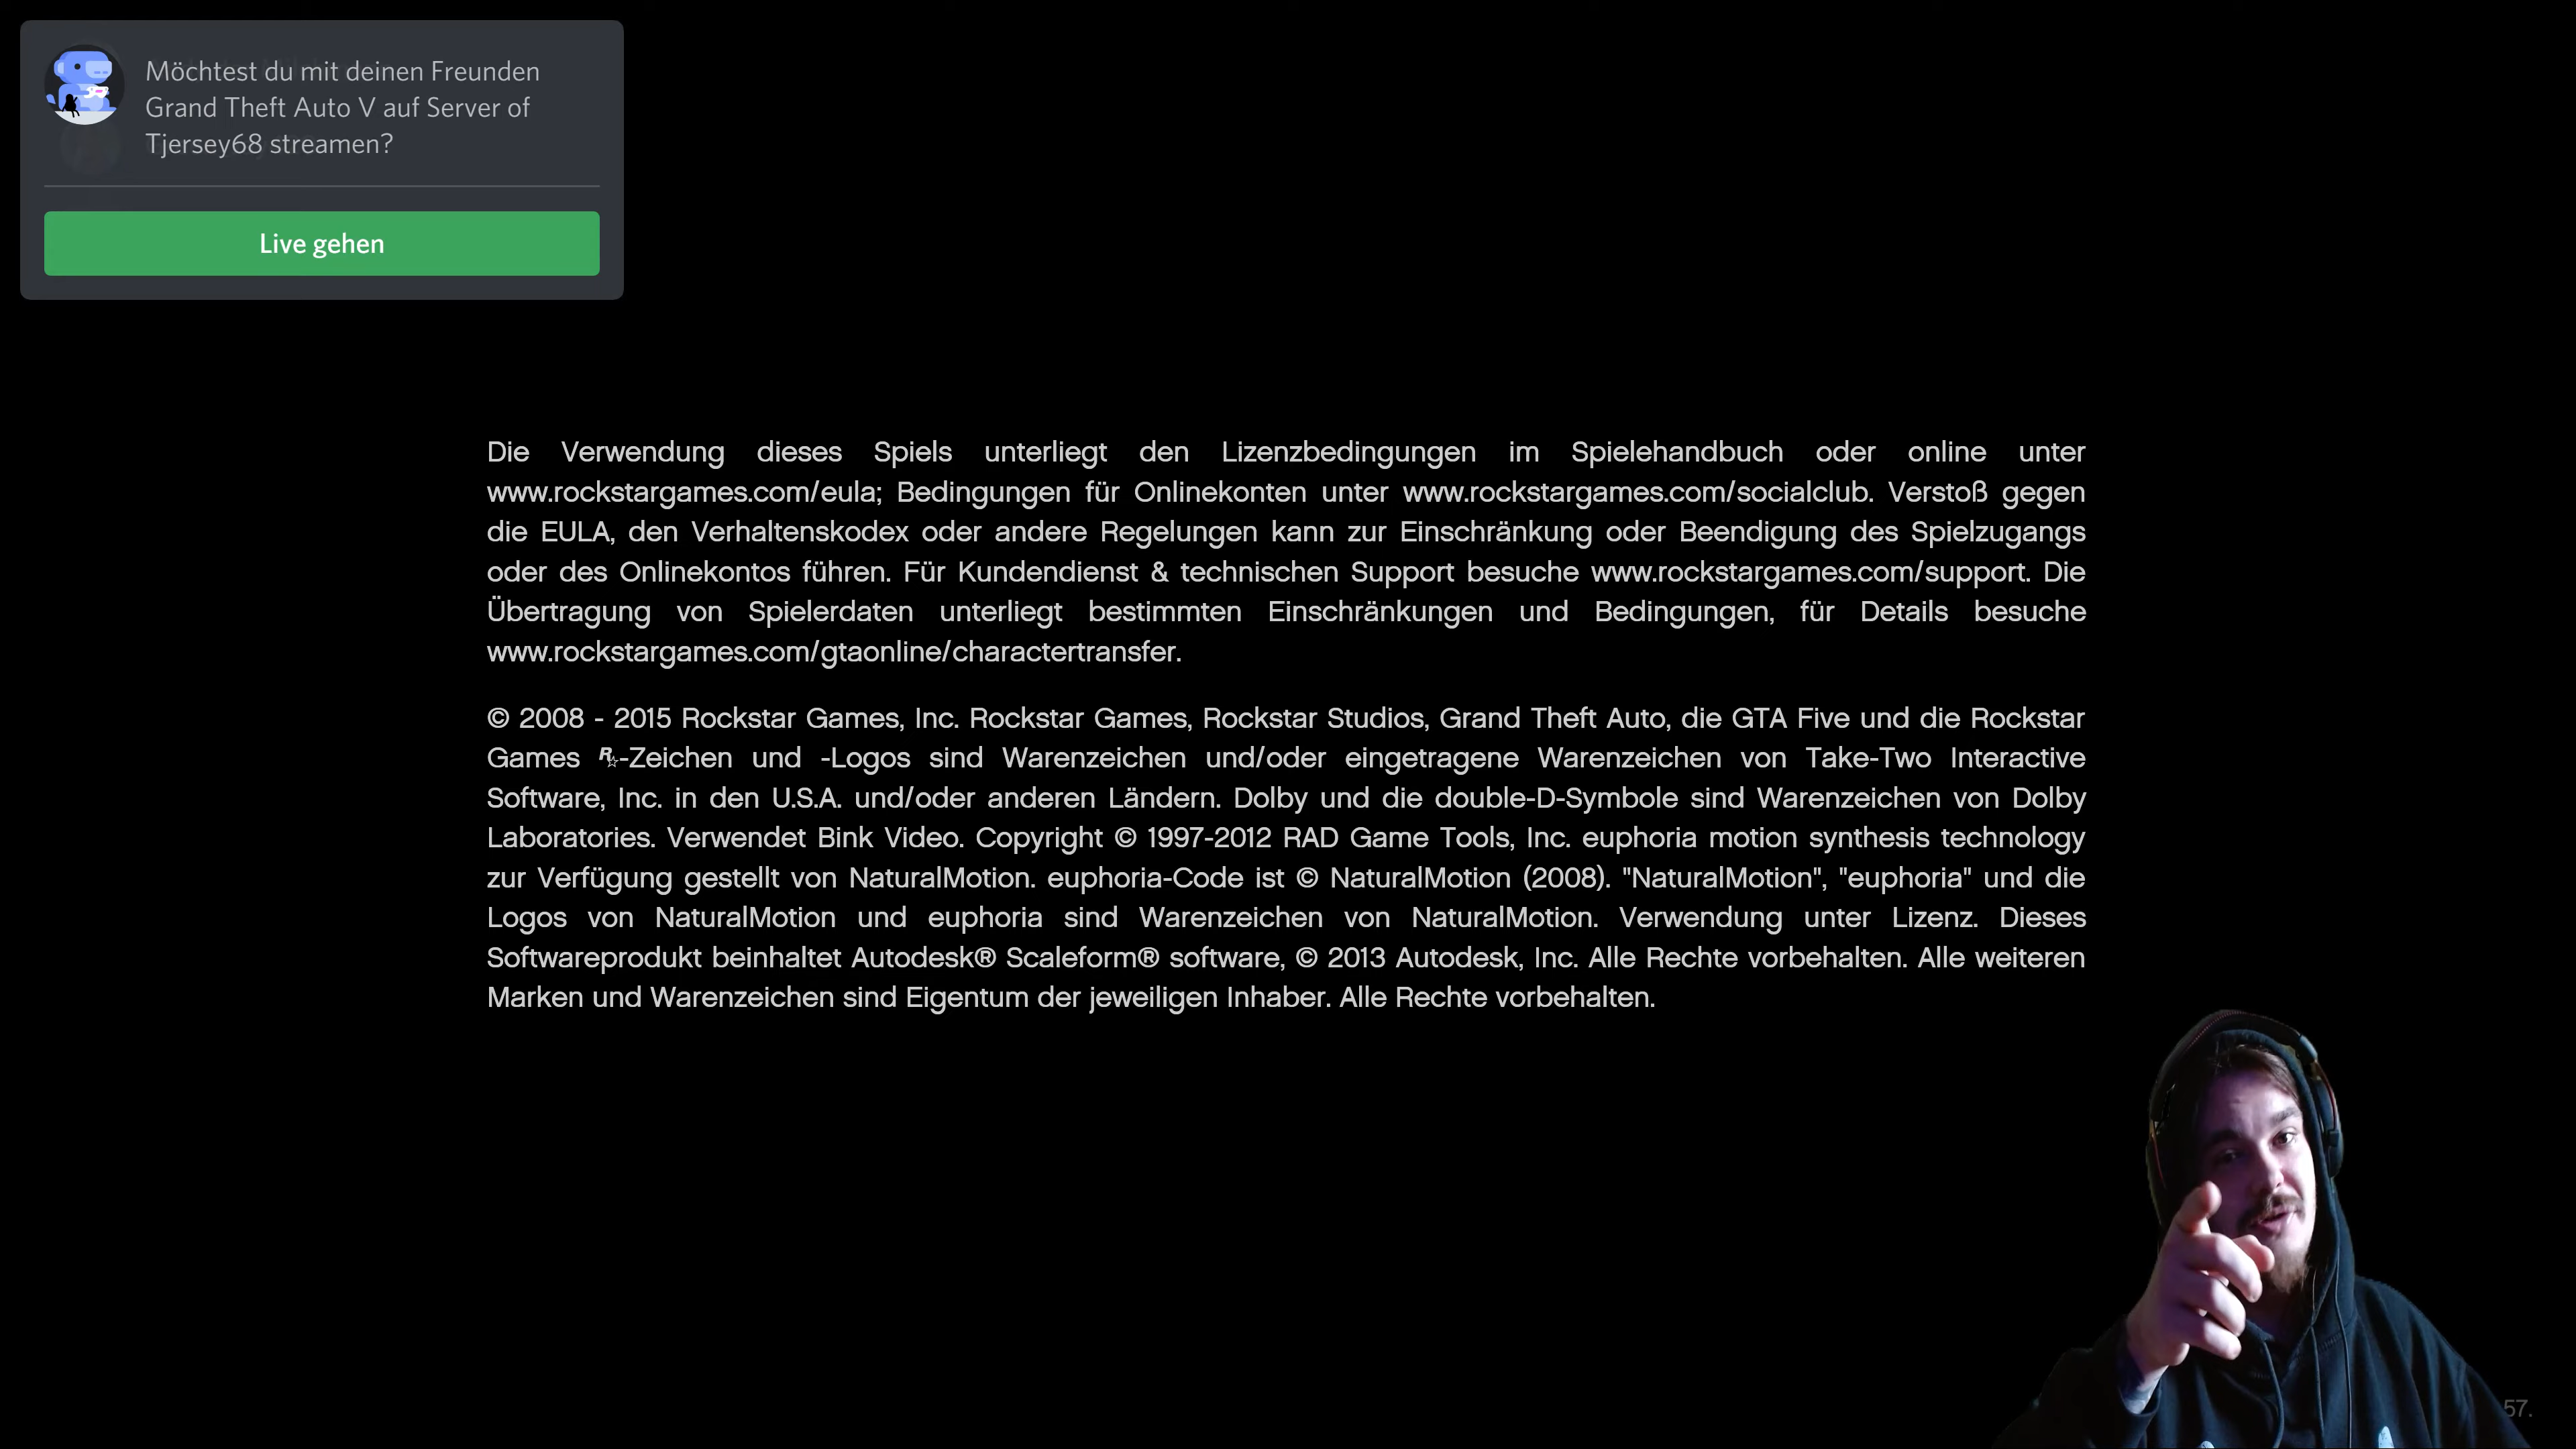 Möchtest du mit deinen Freunden
Grand Theft Auto V auf Server of
Tjersey68 streamen?
Live gehen
Die Verwendung dieses Spiels unterliegt den Lizenzbedingungen im Spielehandbuch oder online unter
www.rockstargames.com/eula; Bedingungen für Onlinekonten unter www.rockstargames.com/socialclub. Verstoß gegen
die EULA, den Verhaltenskodex oder andere Regelungen kann zur Einschränkung oder Beendigung des Spielzugangs
oder des Onlinekontos führen. Für Kundendienst & technischen Support besuche www.rockstargames.com/support. Die
Übertragung von Spielerdaten unterliegt bestimmten Einschränkungen und Bedingungen, für Details besuche
www.rockstargames.com/gtaonline/charactertransfer.
© 2008 - 2015 Rockstar Games, Inc. Rockstar Games, Rockstar Studios, Grand Theft Auto, die GTA Five und die Rockstar
Games R☆-Zeichen und -Logos sind Warenzeichen und/oder eingetragene Warenzeichen von Take-Two Interactive
Software, Inc. in den U.S.A. und/oder anderen Ländern. Dolby und die double-D-Symbole sind Warenzeichen von Dolby
Laboratories. Verwendet Bink Video. Copyright © 1997-2012 RAD Game Tools, Inc. euphoria motion synthesis technology
zur Verfügung gestellt von NaturalMotion. euphoria-Code ist © NaturalMotion (2008). "NaturalMotion", "euphoria" und die
Logos von NaturalMotion und euphoria sind Warenzeichen von NaturalMotion. Verwendung unter Lizenz. Dieses
Softwareprodukt beinhaltet Autodesk® Scaleform® software, © 2013 Autodesk, Inc. Alle Rechte vorbehalten. Alle weiteren
Marken und Warenzeichen sind Eigentum der jeweiligen Inhaber. Alle Rechte vorbehalten.
57.